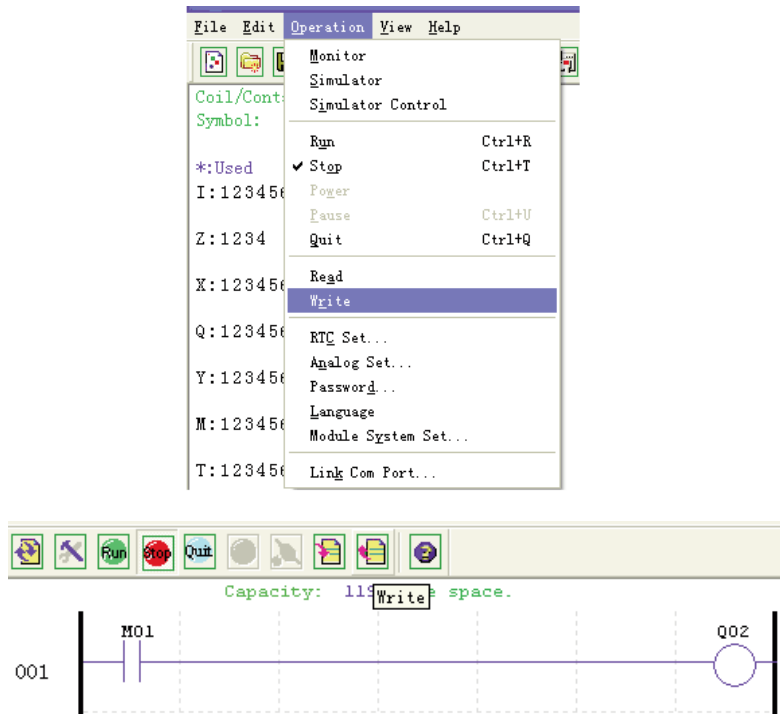 File Edit Operation View Help
Monitor
Simulator
Coil/Cont
Simulator Control
Symbol:
Run Ctrl+R
*:Used
✔ Stop Ctrl+T
I:123456
Power
Pause Ctrl+U
Z:1234
Quit Ctrl+Q
Read
X:123456
Write
Q:123456
RTC Set...
Analog Set...
Y:123456
Password...
Language
M:123456
Module System Set...
T:123456
Link Com Port...
Run Stop Quit
Capacity: 119 e space.
Write
M01 Q02
001